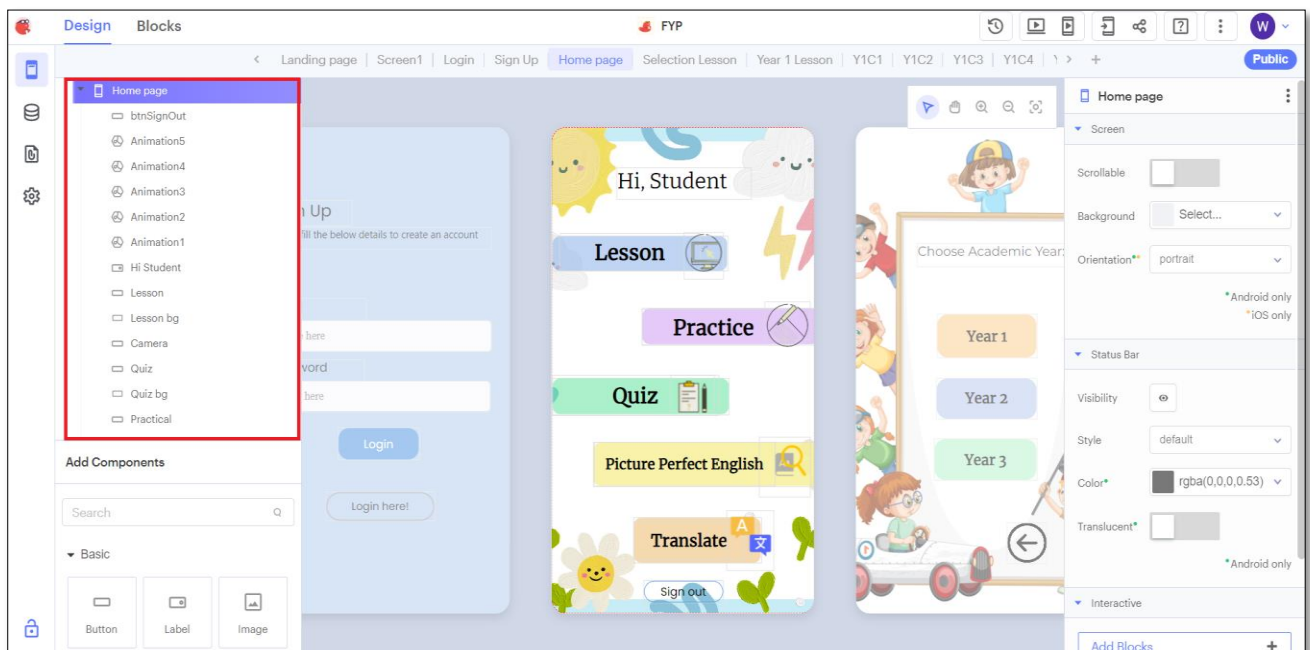 Design Blocks FYP W
Landing page Screen1 Login Sign Up Home page Selection Lesson Year 1 Lesson Y1C1 Y1C2 Y1C3 Y1C4 Public
Home page
btnSignOut
Animation5
Animation4
Animation3
Animation2
Animation1
Hi Student
Lesson
Lesson bg
Camera
Quiz
Quiz bg
Practical
Add Components
Search
Basic
Button Label Image
Up
fill the below details to create an account
here
word
here
Login
Login here!
Hi, Student
Lesson
Practice
Quiz
Picture Perfect English
Translate
A
文
Sign out
Choose Academic Year:
Year 1
Year 2
Year 3
Home page
Screen
Scrollable
Background Select...
Orientation** portrait
*Android only
*iOS only
Status Bar
Visibility
Style default
Color* rgba(0,0,0,0.53)
Translucent*
*Android only
Interactive
Add Blocks +